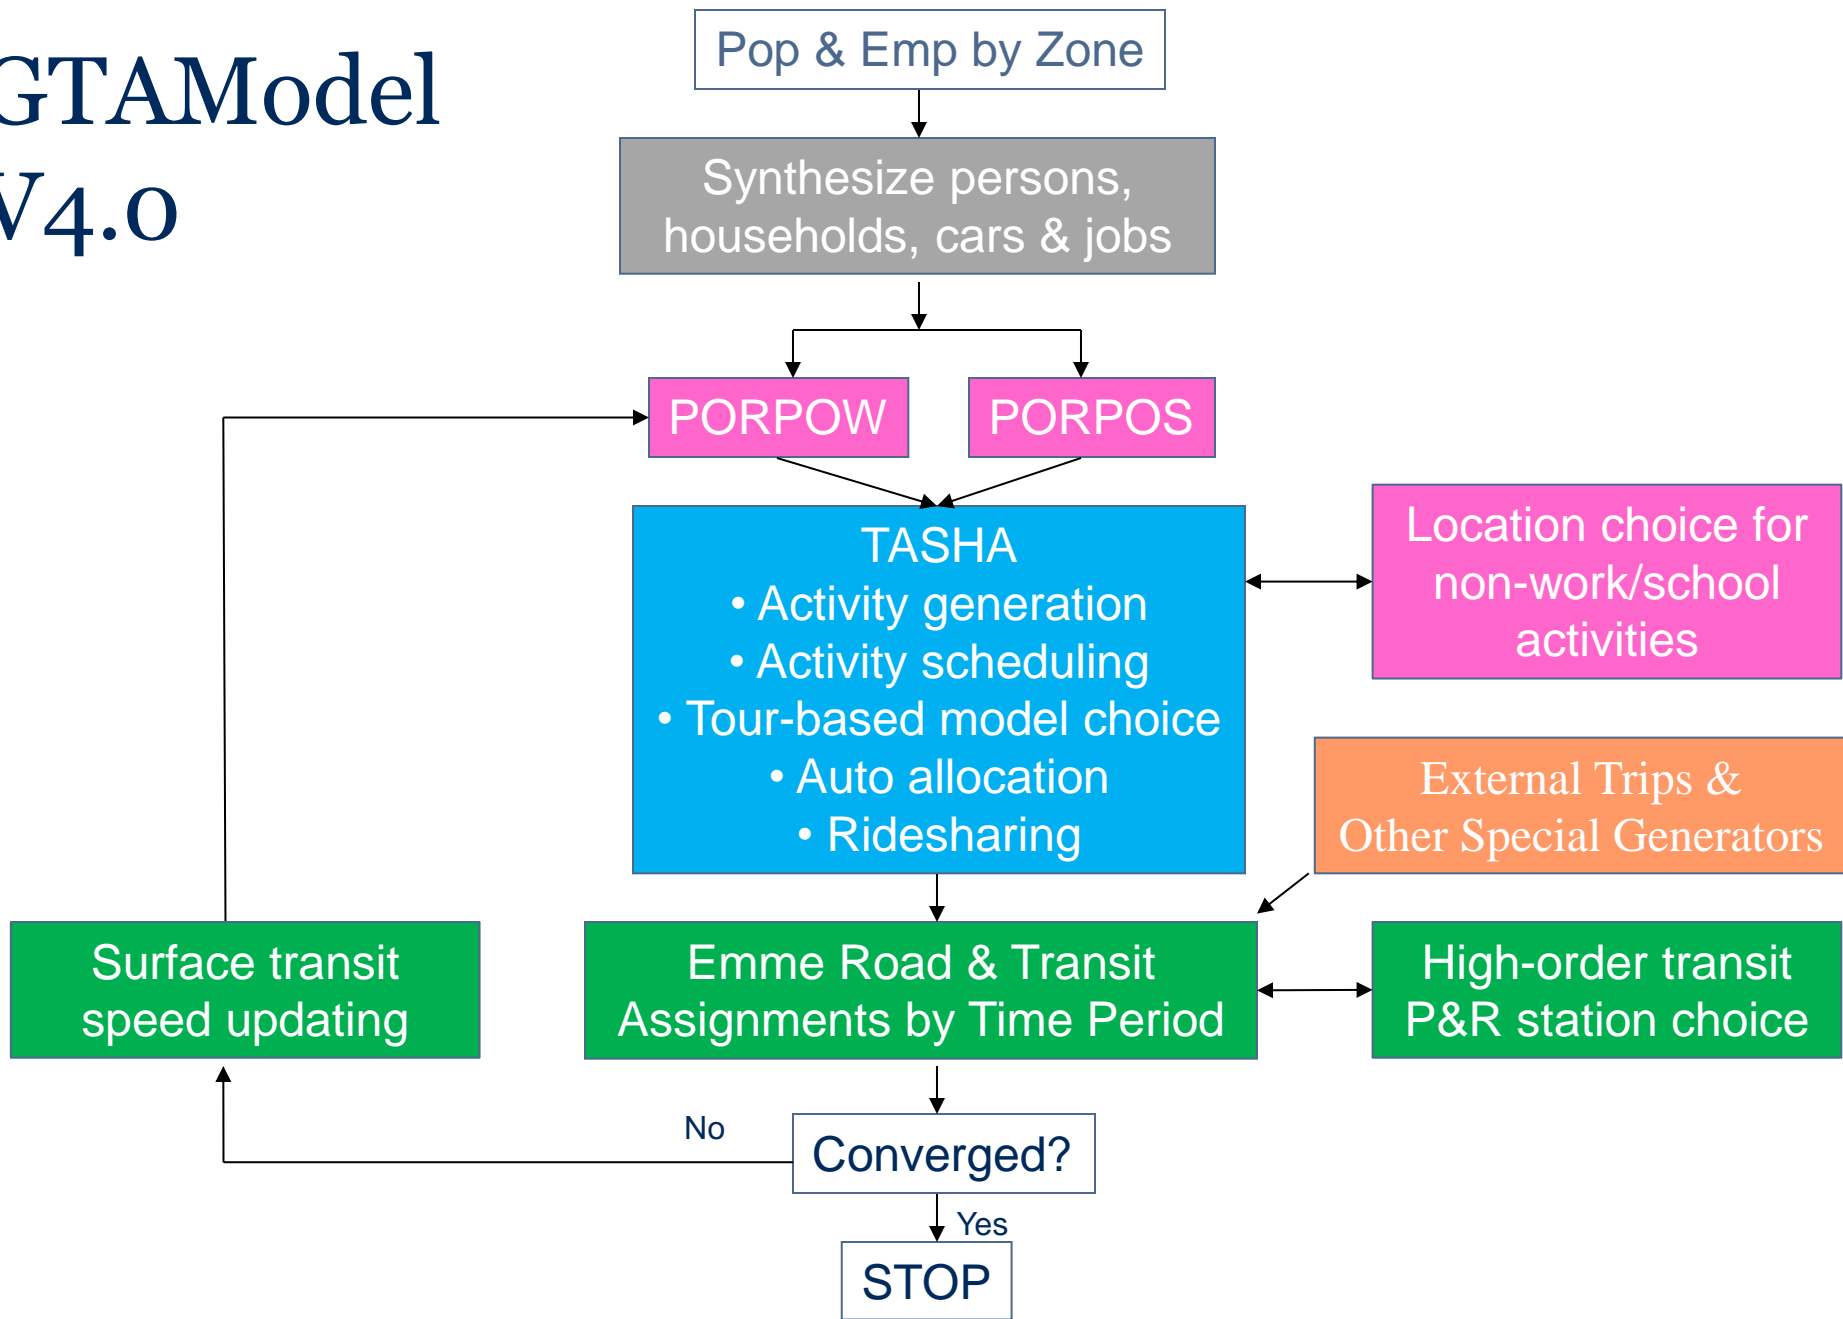 GTAModel
V4.0
Pop & Emp by Zone
Synthesize persons,
households, cars & jobs
PORPOW
PORPOS
TASHA
• Activity generation
• Activity scheduling
• Tour-based model choice
• Auto allocation
• Ridesharing
Location choice for
non-work/school
activities
External Trips &
Other Special Generators
Surface transit
speed updating
Emme Road & Transit
Assignments by Time Period
High-order transit
P&R station choice
No
Converged?
Yes
STOP